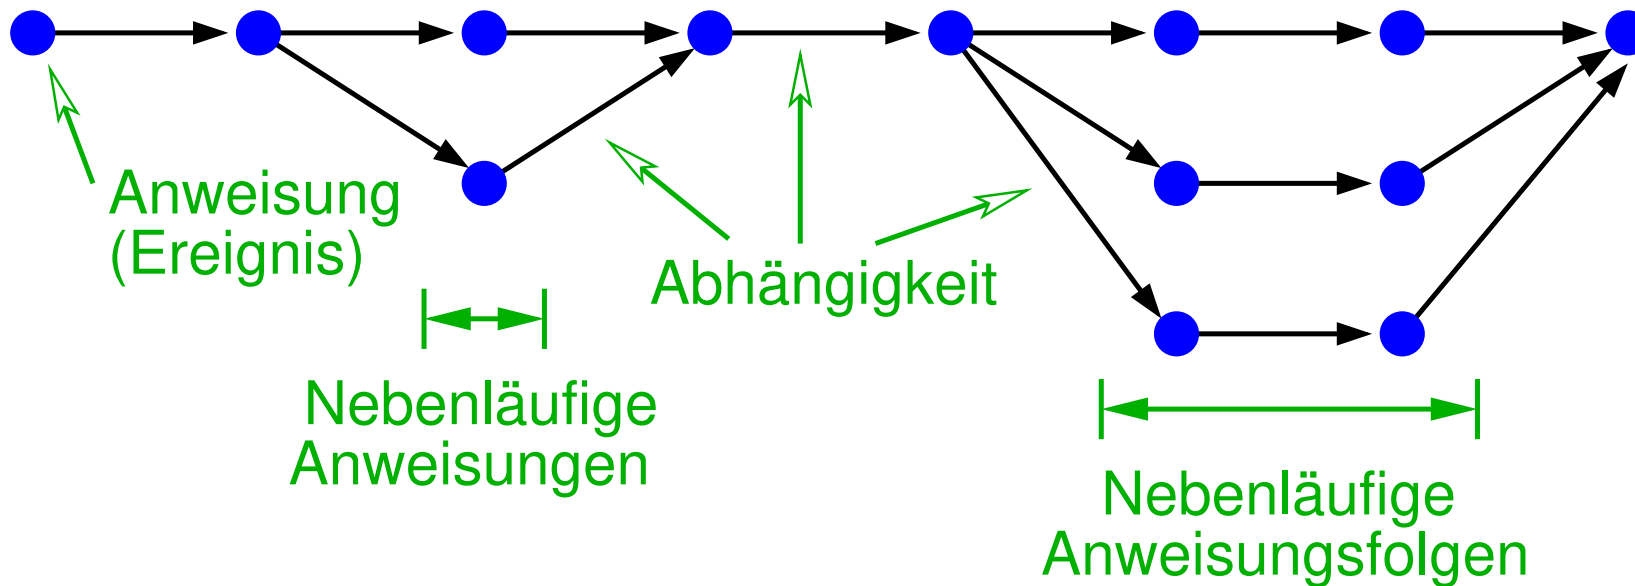 Anweisung
(Ereignis)
Abhängigkeit
Nebenläufige
Anweisungen
Nebenläufige
Anweisungsfolgen